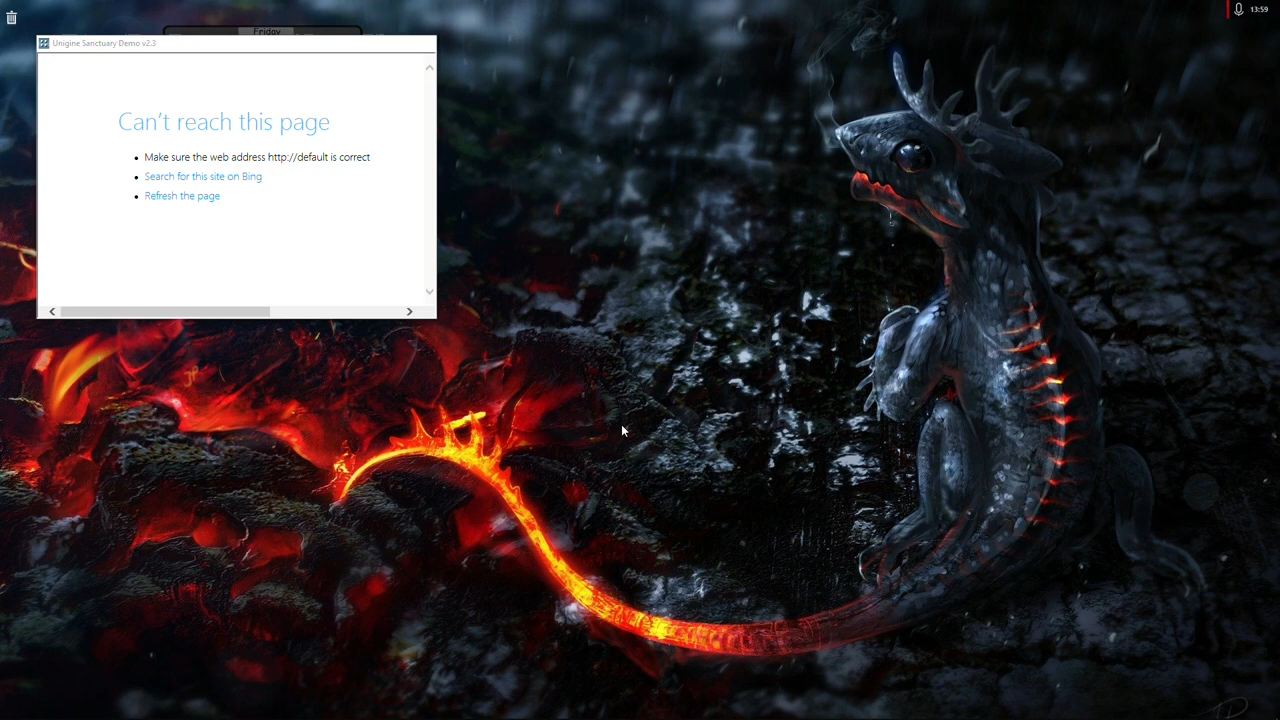 13:59
Friday
Unigine Sanctuary Demo v2.3
Can't reach this page
Make sure the web address http://default is correct
Search for this site on Bing
Refresh the page